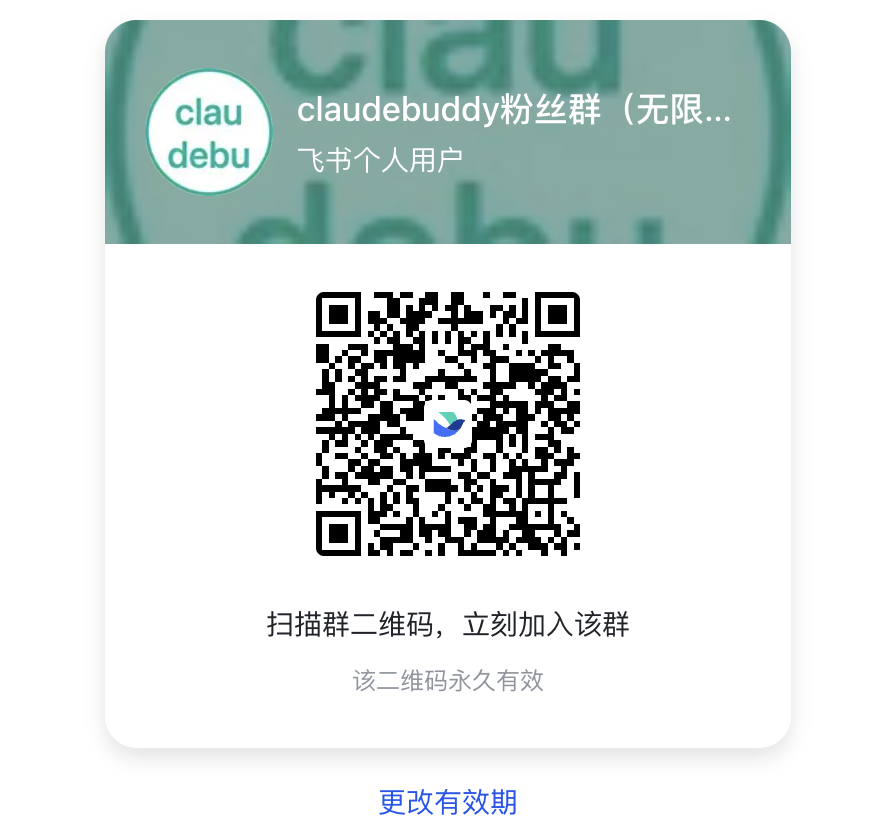 clau
debu
clau
debu
claudebuddy粉丝群（无限...
飞书个人用户
扫描群二维码，立刻加入该群
该二维码永久有效
更改有效期